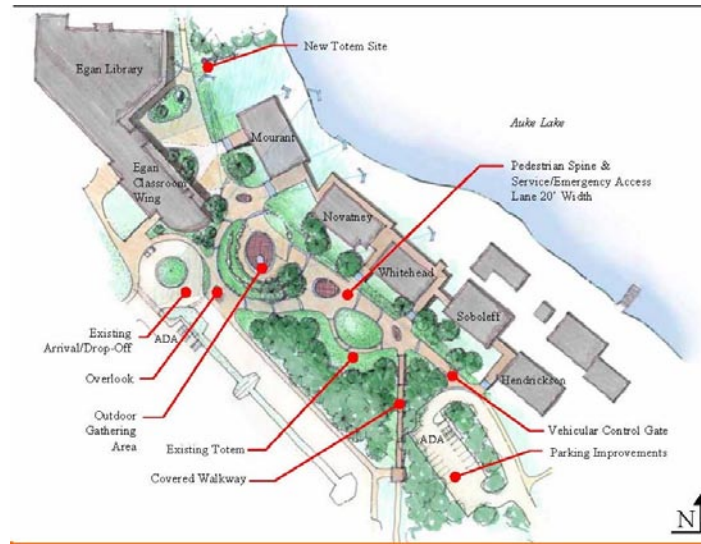 New Totem Site
Egan Library
Auke Lake
Mourant
Egan
Classroom
Wing
Pedestrian Spine &
Service/Emergency Access
Lane 20' Width
Novatney
Whitehead
Soboleff
Existing
Arrival/Drop-Off
ADA
Overlook
Hendrickson
Outdoor
Gathering
Area
Existing Totem
ADA
Vehicular Control Gate
Covered Walkway
Parking Improvements
N